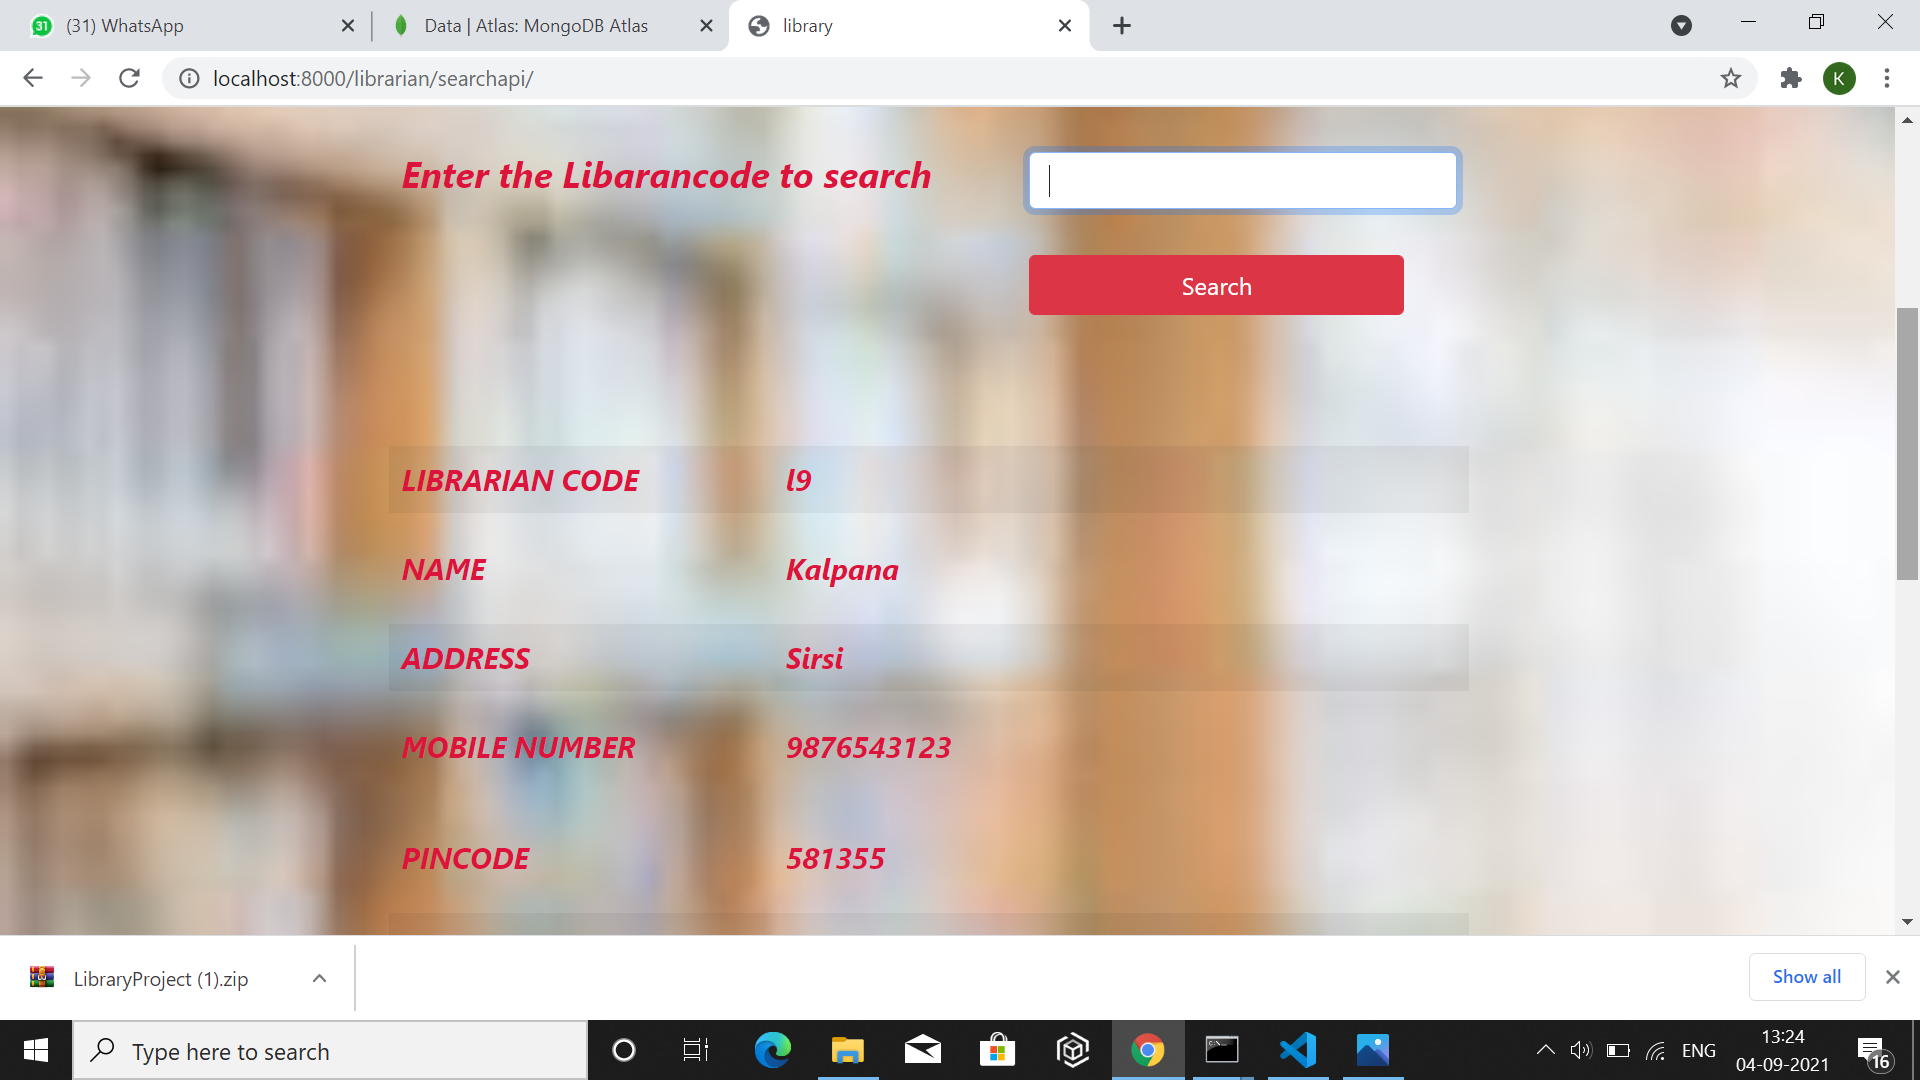 31 (31) WhatsApp
Data | Atlas: MongoDB Atlas
library
localhost:8000/librarian/searchapi/
K
Enter the Libarancode to search
Search
LIBRARIAN CODE l9
NAME Kalpana
ADDRESS Sirsi
MOBILE NUMBER 9876543123
PINCODE 581355
LibraryProject (1).zip
Show all
Type here to search
ENG
13:24
04-09-2021
16